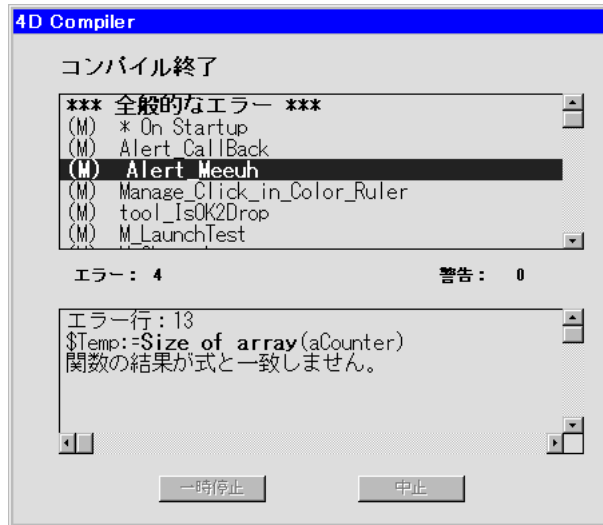 4D Compiler
コンパイル終了
*** 全般的なエラー ***
(M) * On Startup
(M) Alert_CallBack
(M) Alert_Meeuh
(M) Manage_Click_in_Color_Ruler
(M) tool_IsOK2Drop
(M) M_LaunchTest
エラー： 4 警告： 0
エラー行：13
$Temp:=Size of array(aCounter)
関数の結果が式と一致しません。
一時停止 中止